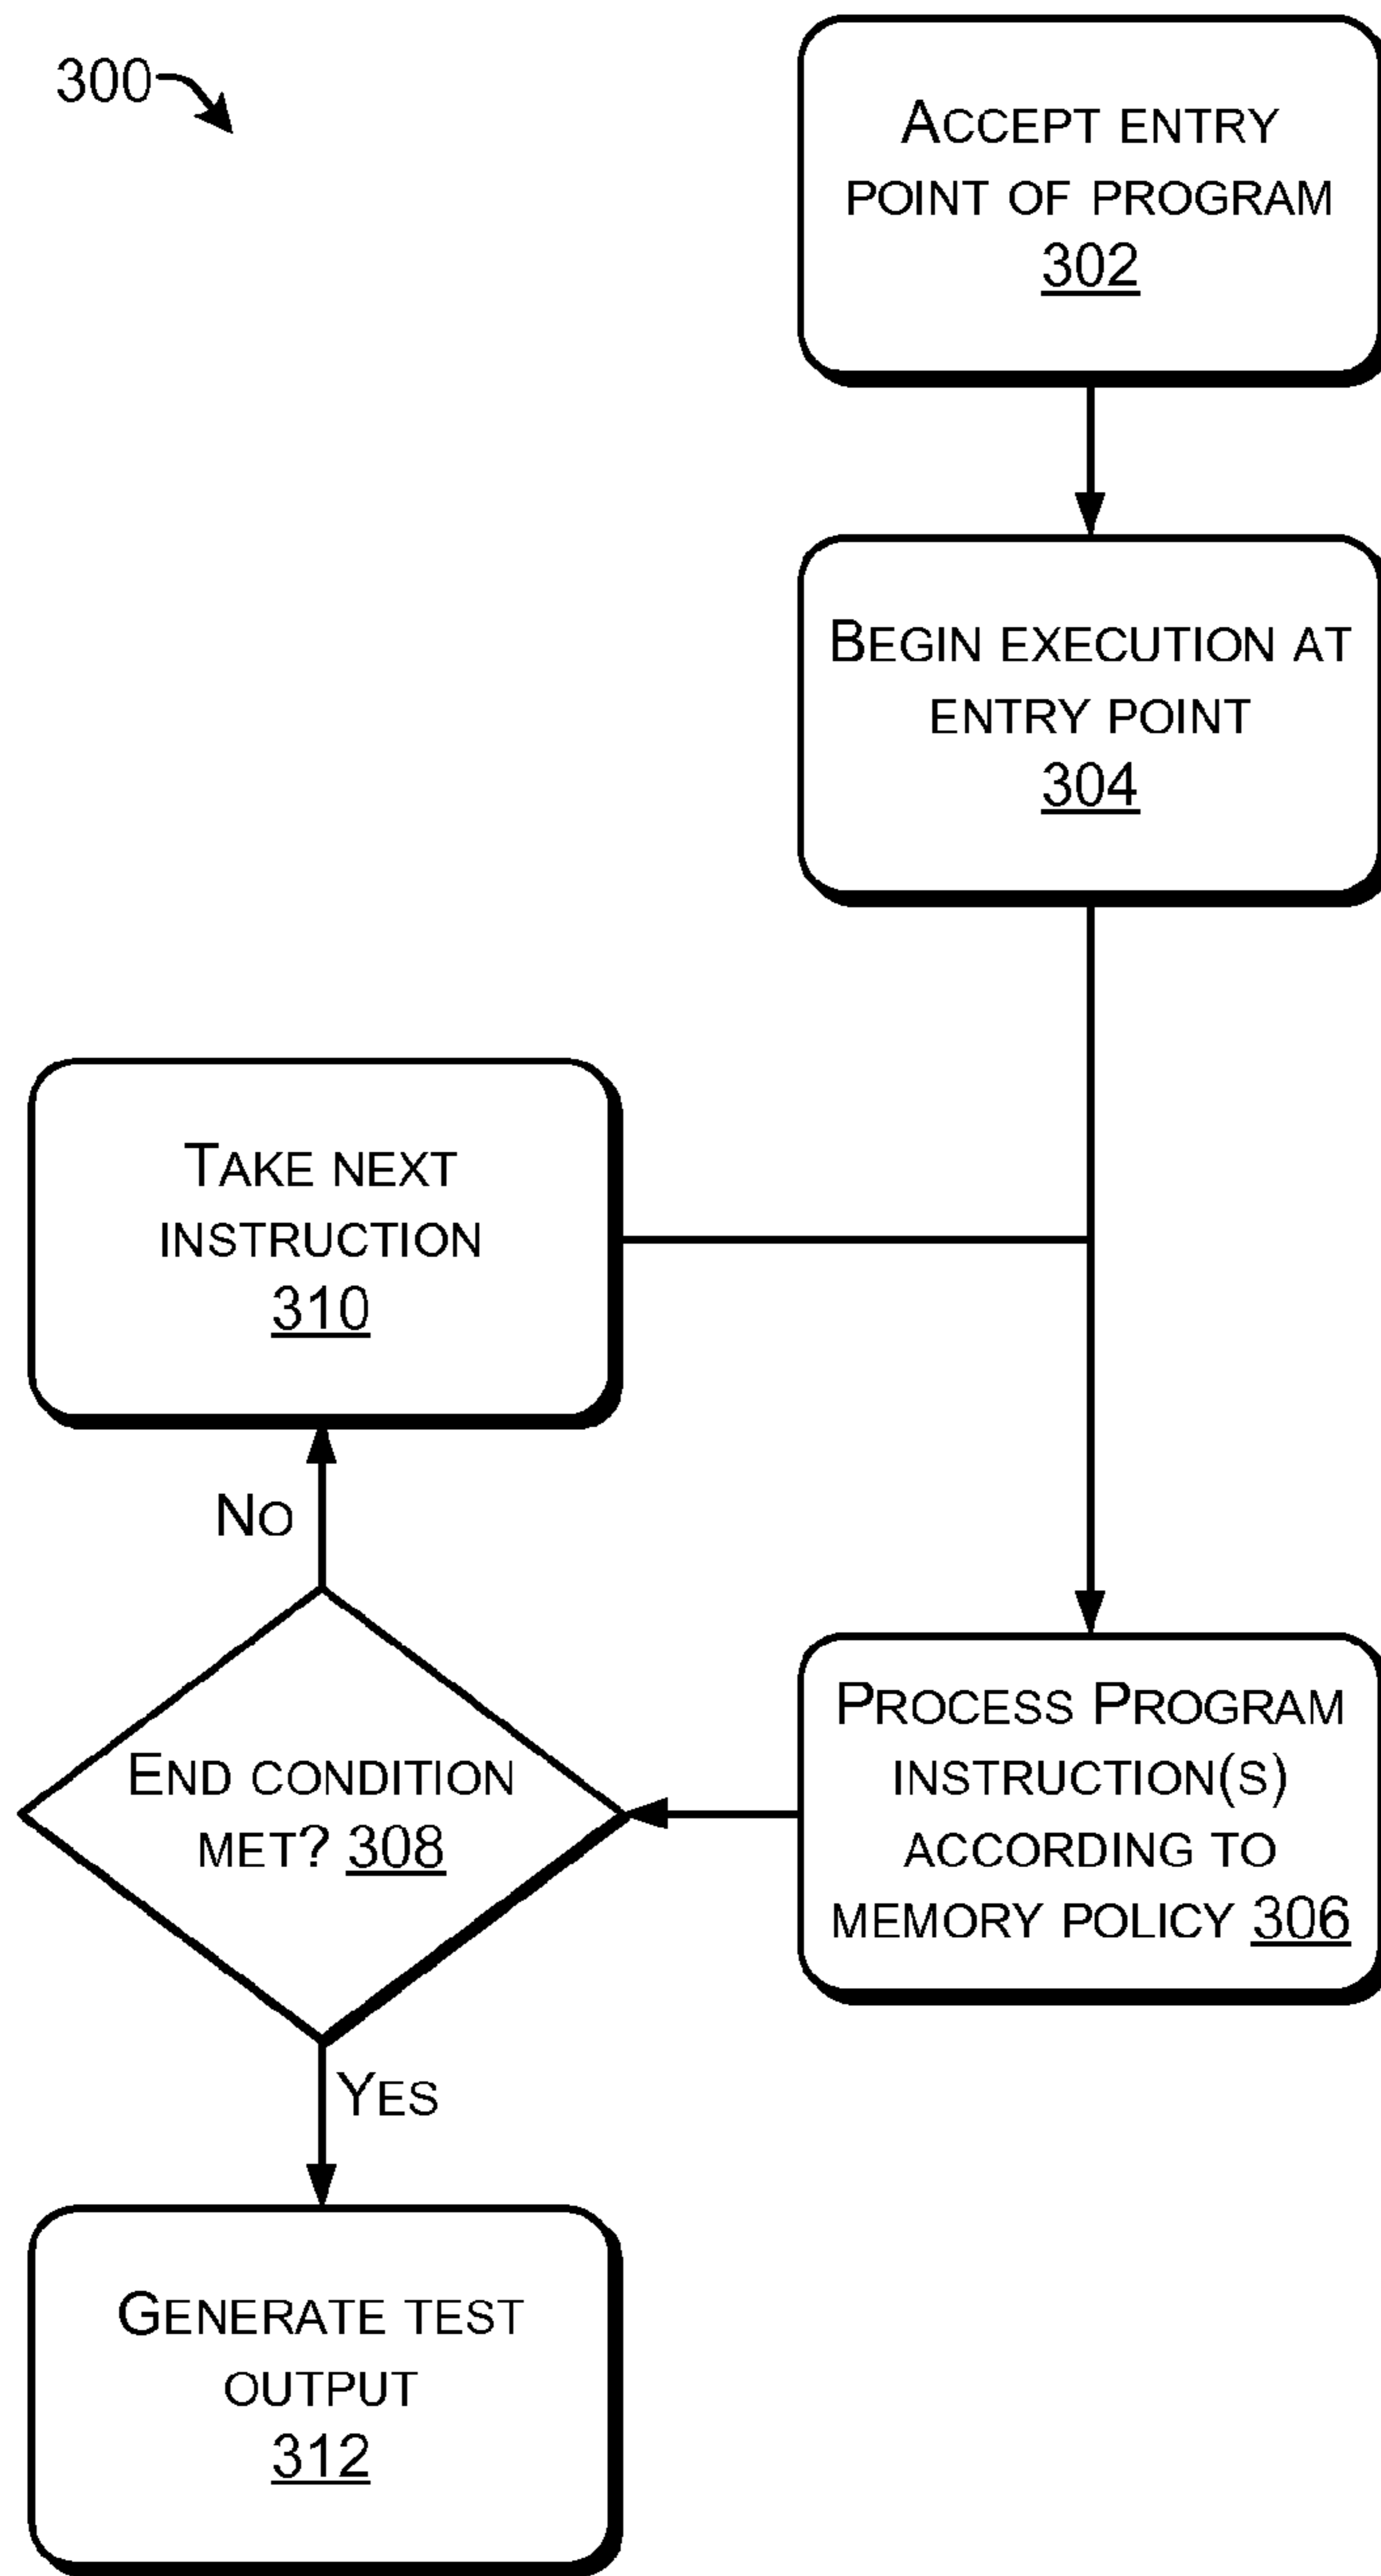 300
ACCEPT ENTRY
POINT OF PROGRAM
302
BEGIN EXECUTION AT
ENTRY POINT
304
TAKE NEXT
INSTRUCTION
310
NO
PROCESS PROGRAM
INSTRUCTION(S)
ACCORDING TO
MEMORY POLICY 306
END CONDITION
MET? 308
YES
GENERATE TEST
OUTPUT
312